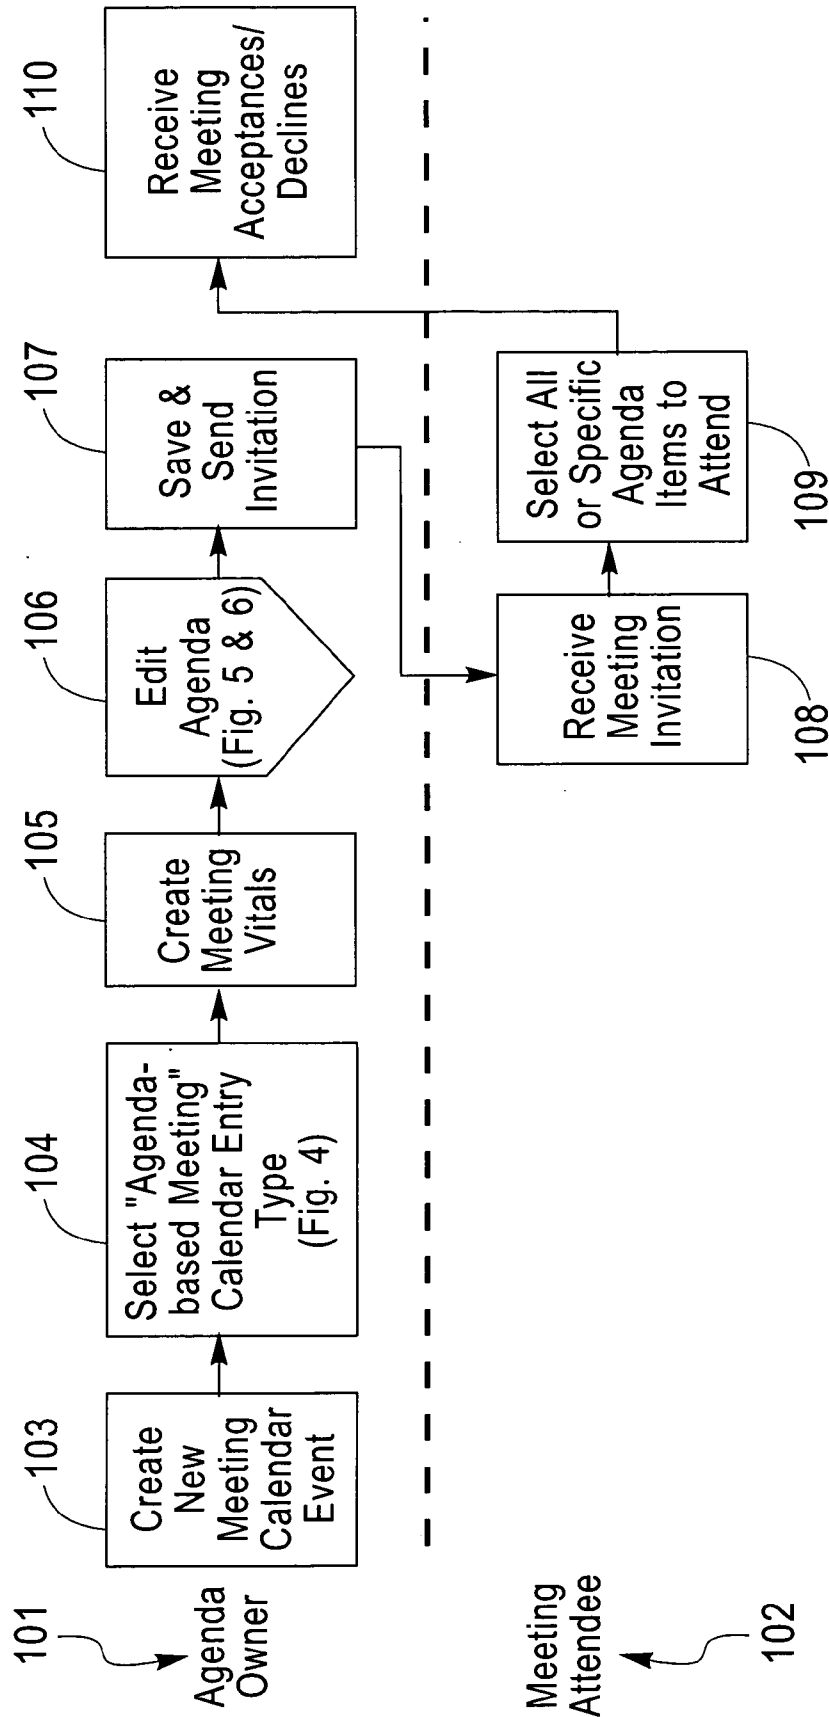 101
Agenda
Owner
103
Create
New
Meeting
Calendar
Event
104
Select "Agenda-
based Meeting"
Calendar Entry
Type
(Fig. 4)
105
Create
Meeting
Vitals
106
Edit
Agenda
(Fig. 5 & 6)
107
Save &
Send
Invitation
110
Receive
Meeting
Acceptances/
Declines
Meeting
Attendee
102
Receive
Meeting
Invitation
108
Select All
or Specific
Agenda
Items to
Attend
109